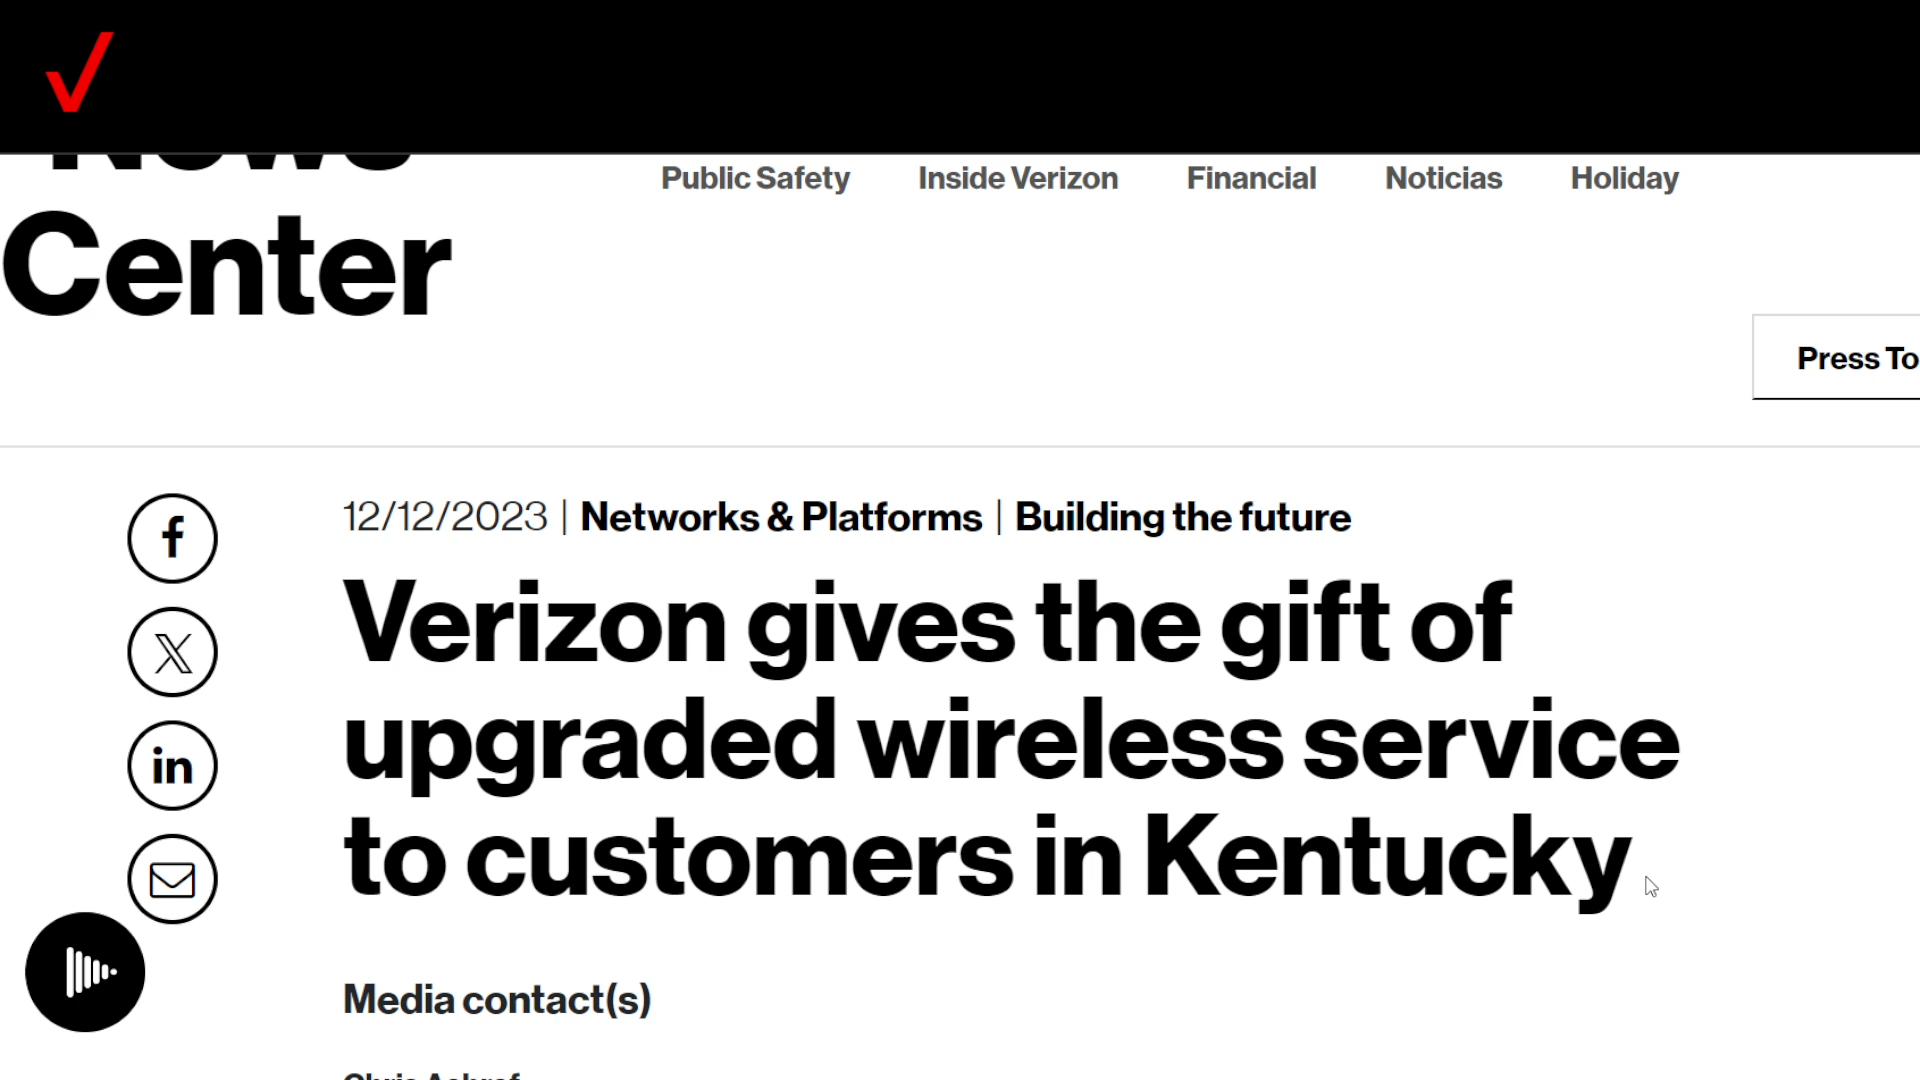 News
Public Safety Inside Verizon Financial Noticias Holiday
Center
Press To
12/12/2023 | Networks & Platforms | Building the future
Verizon gives the gift of
upgraded wireless service
to customers in Kentucky
Media contact(s)